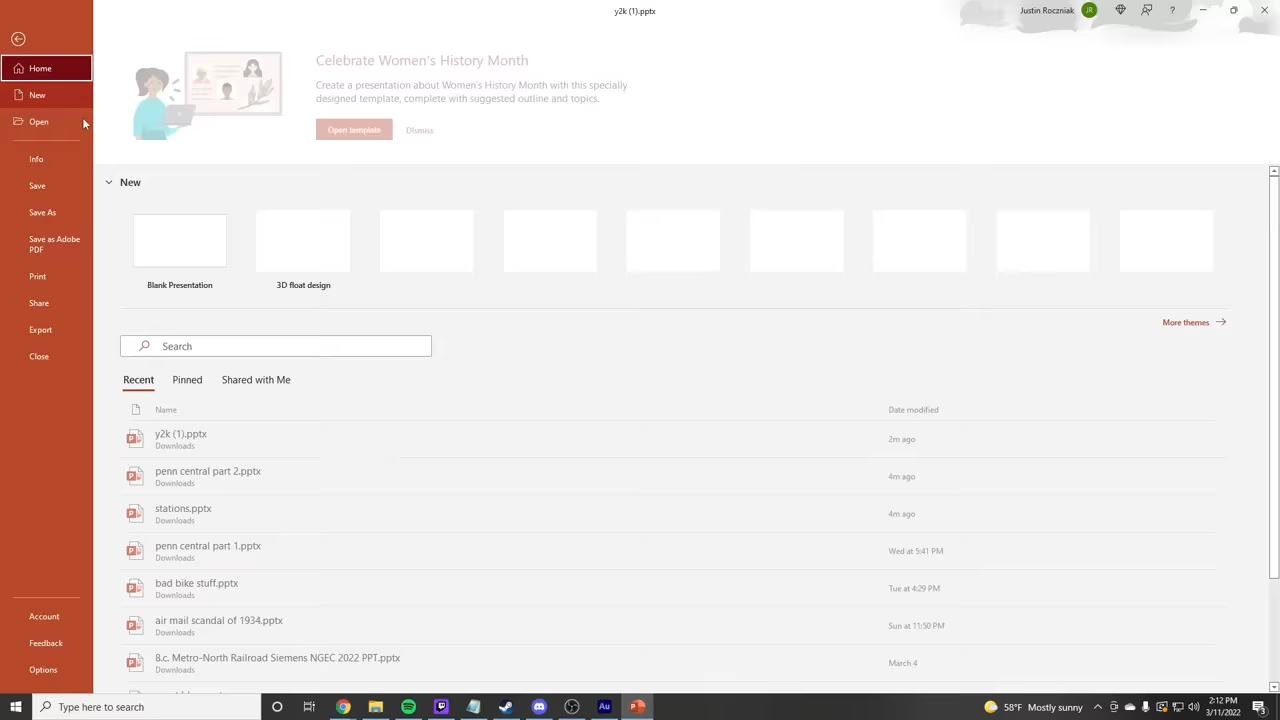 y2k (1).pptx
Justin Roczniak
JR
?
Home
New
Open
Info
Save
Save As
Save as Adobe
PDF
Print
Share
Export
Close
Account
Feedback
Options
Celebrate Women's History Month
Create a presentation about Women's History Month with this specially
designed template, complete with suggested outline and topics.
Open template
Dismiss
New
Blank Presentation
3D float design
More themes
Search
Recent
Pinned
Shared with Me
Name
Date modified
y2k (1).pptx
Downloads
2m ago
penn central part 2.pptx
Downloads
4m ago
stations.pptx
Downloads
4m ago
penn central part 1.pptx
Downloads
Wed at 5:41 PM
bad bike stuff.pptx
Downloads
Tue at 4:29 PM
air mail scandal of 1934.pptx
Downloads
Sun at 11:50 PM
8.c. Metro-North Railroad Siemens NGEC 2022 PPT.pptx
Downloads
March 4
Type here to search
Au
P
58°F Mostly sunny
2:12 PM
3/11/2022